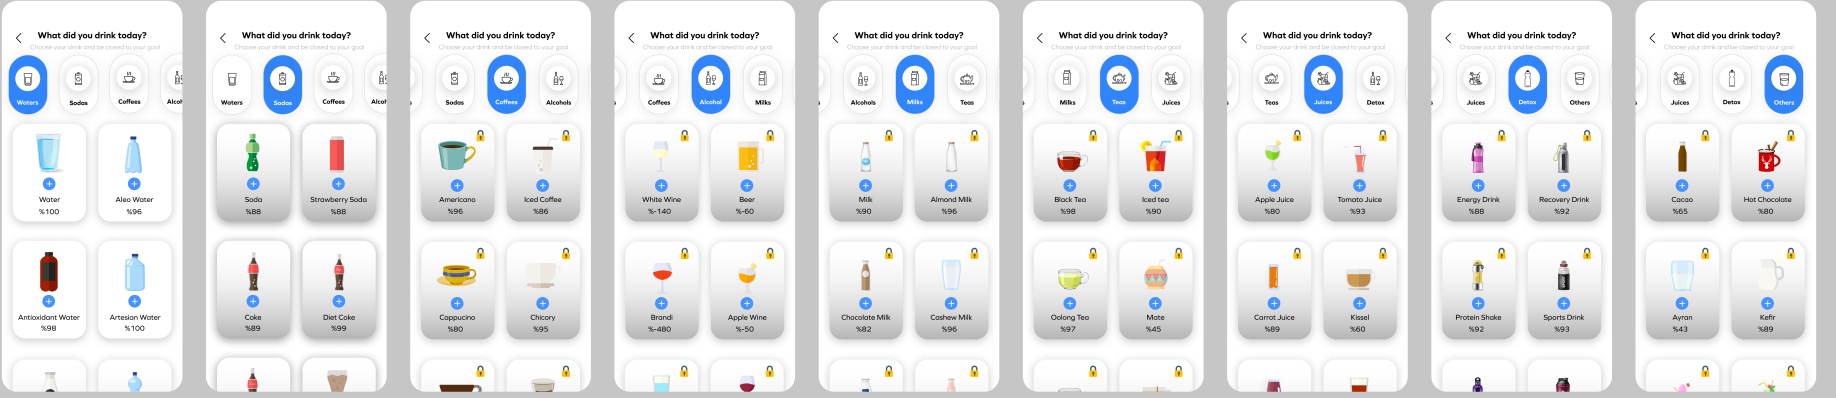 What did you drink today?
Choose your drink and be closed to your goal
Waters
Sodas
Coffees
Alcoh
Water
%100
Aleo Water
%96
Antioxidant Water
%98
Artesian Water
%100
What did you drink today?
Choose your drink and be closed to your goal
Waters
Sodas
Coffees
Alcoh
Soda
%88
Strawberry Soda
%88
Coke
%89
Diet Coke
%99
What did you drink today?
Choose your drink and be closed to your goal
s
Sodas
Coffees
Alcohols
Americano
%96
Iced Coffee
%86
Cappucino
%80
Chicory
%95
What did you drink today?
Choose your drink and be closed to your goal
Coffees
Alcohol
Milks
White Wine
%-140
Beer
%-60
Brandi
%-480
Apple Wine
%-50
What did you drink today?
Choose your drink and be closed to your goal
s
Alcohols
Milks
Teas
Milk
%90
Almond Milk
%96
Chocolate Milk
%82
Cashew Milk
%96
What did you drink today?
Choose your drink and be closed to your goal
s
Milks
Teas
Juices
Black Tea
%98
Iced tea
%90
Oolong Tea
%97
Mate
%45
What did you drink today?
Choose your drink and be closed to your goal
Teas
Juices
Detox
Apple Juice
%80
Tomato Juice
%93
Carrot Juice
%89
Kissel
%60
What did you drink today?
Choose your drink and be closed to your goal
Juices
Detox
Others
Energy Drink
%88
Recovery Drink
%92
Protein Shake
%92
Sports Drink
%93
What did you drink today?
Choose your drink and be closed to your goal
s
Juices
Detox
Others
Cacao
%65
Hot Chocolate
%80
Ayran
%43
Kefir
%89